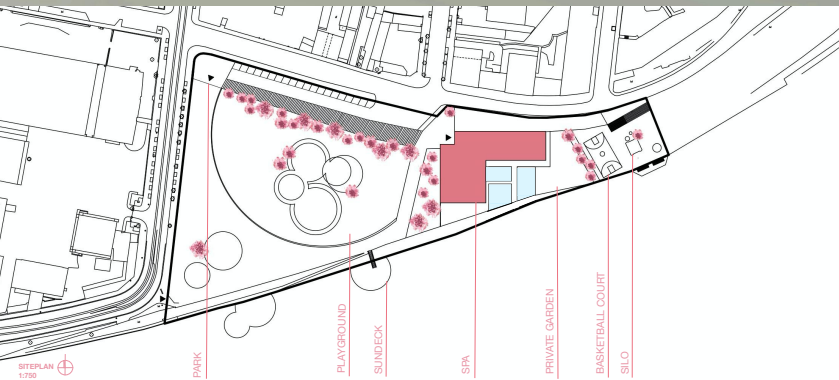 SITEPLAN
1:750
PARK
PLAYGROUND
SUNDECK
SPA
PRIVATE GARDEN
BASKETBALL COURT
SILO